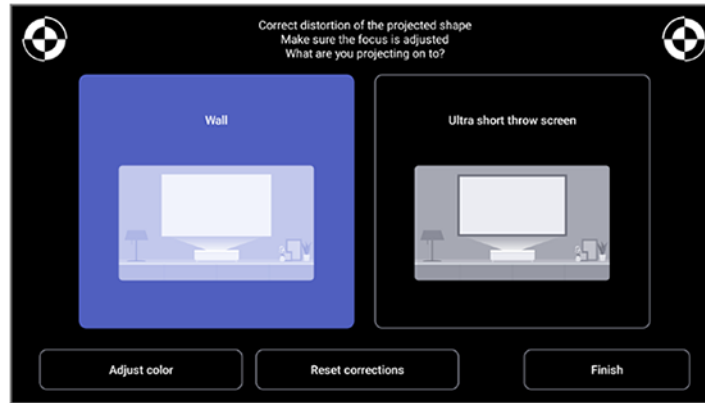 Correct distortion of the projected shape
Make sure the focus is adjusted
What are you projecting on to?
Wall
Ultra short throw screen
Adjust color
Reset corrections
Finish